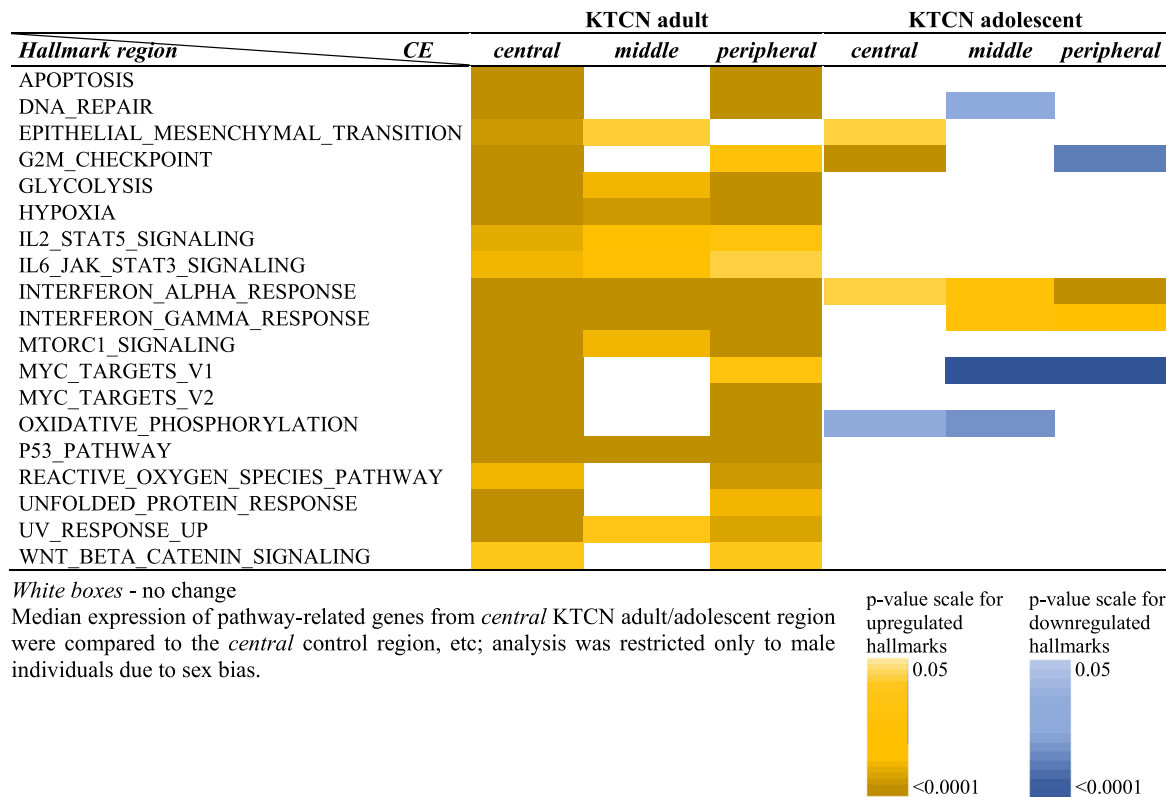 KTCN adult KTCN adolescent
Hallmark region CE central middle peripheral central middle peripheral
APOPTOSIS
DNA_REPAIR
EPITHELIAL_MESENCHYMAL_TRANSITION
G2M_CHECKPOINT
GLYCOLYSIS
HYPOXIA
IL2_STAT5_SIGNALING
IL6_JAK_STAT3_SIGNALING
INTERFERON_ALPHA_RESPONSE
INTERFERON_GAMMA_RESPONSE
MTORC1_SIGNALING
MYC_TARGETS_V1
MYC_TARGETS_V2
OXIDATIVE_PHOSPHORYLATION
P53_PATHWAY
REACTIVE_OXYGEN_SPECIES_PATHWAY
UNFOLDED_PROTEIN_RESPONSE
UV_RESPONSE_UP
WNT_BETA_CATENIN_SIGNALING
White boxes - no change
Median expression of pathway-related genes from central KTCN adult/adolescent region
were compared to the central control region, etc; analysis was restricted only to male
individuals due to sex bias.
p-value scale for
upregulated
hallmarks
0.05
<0.0001
p-value scale for
downregulated
hallmarks
0.05
<0.0001